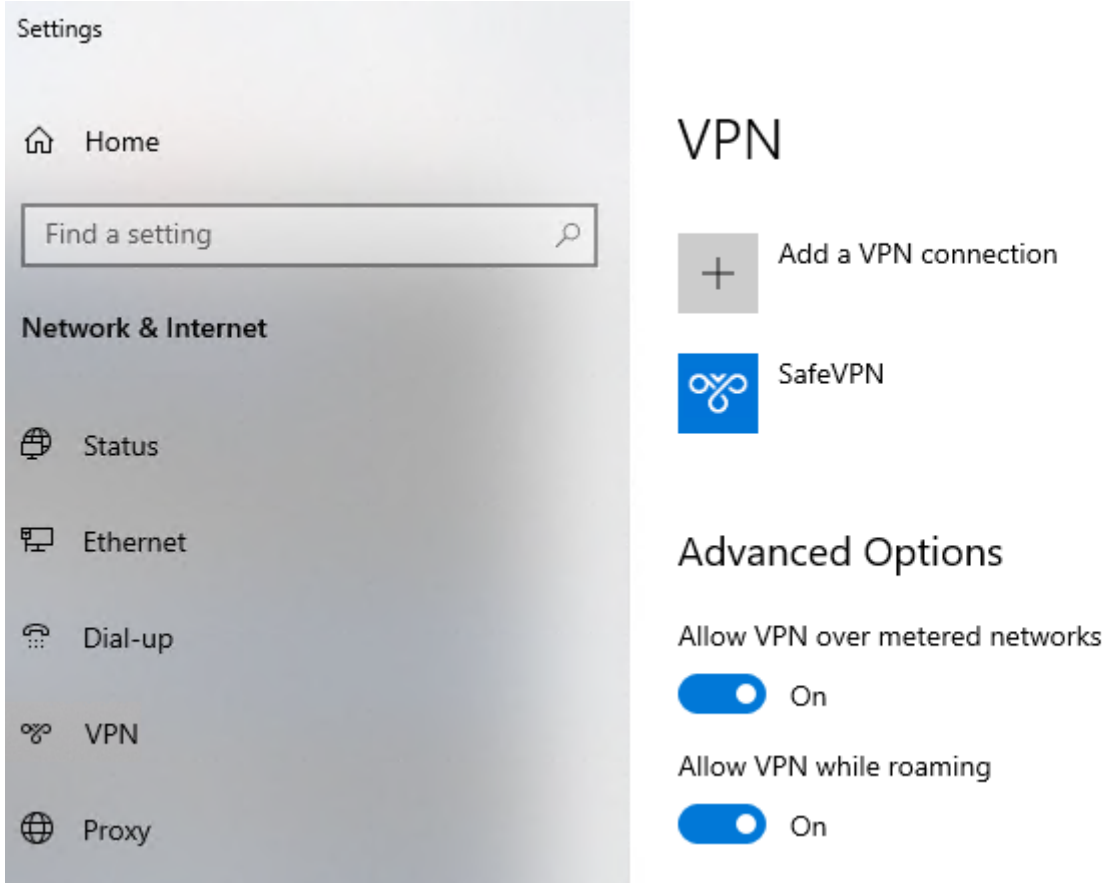 Settings
Home
Find a setting
Network & Internet
Status
Ethernet
Dial-up
VPN
Proxy
VPN
Add a VPN connection
SafeVPN
Advanced Options
Allow VPN over metered networks
On
Allow VPN while roaming
On